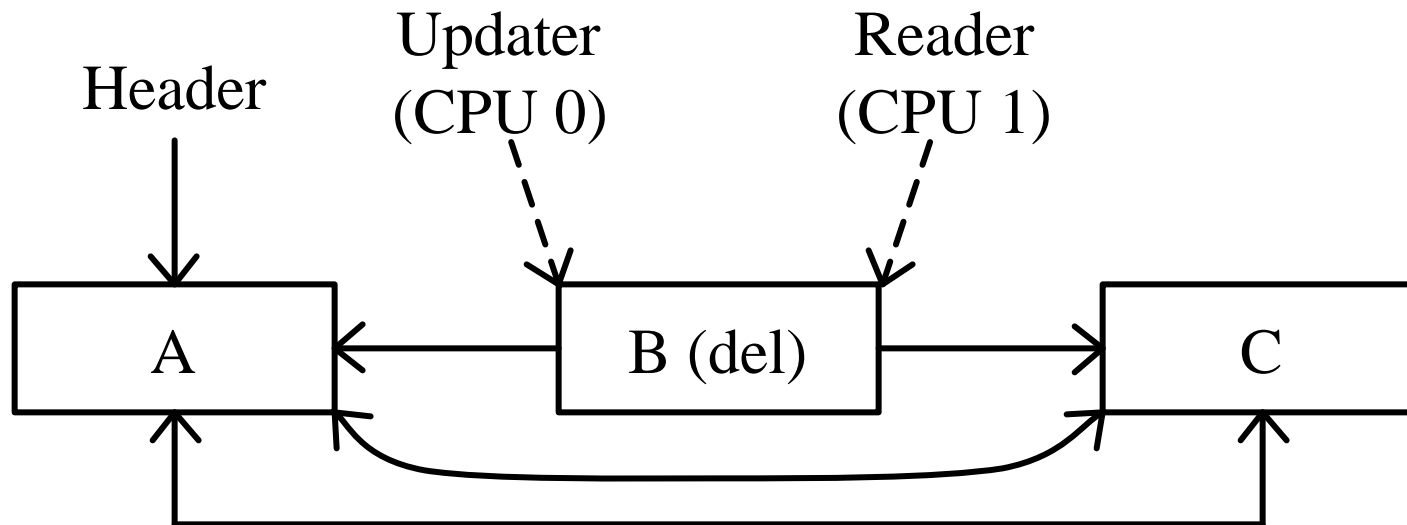 Header
Updater
(CPU 0)
Reader
(CPU 1)
A
B (del)
C